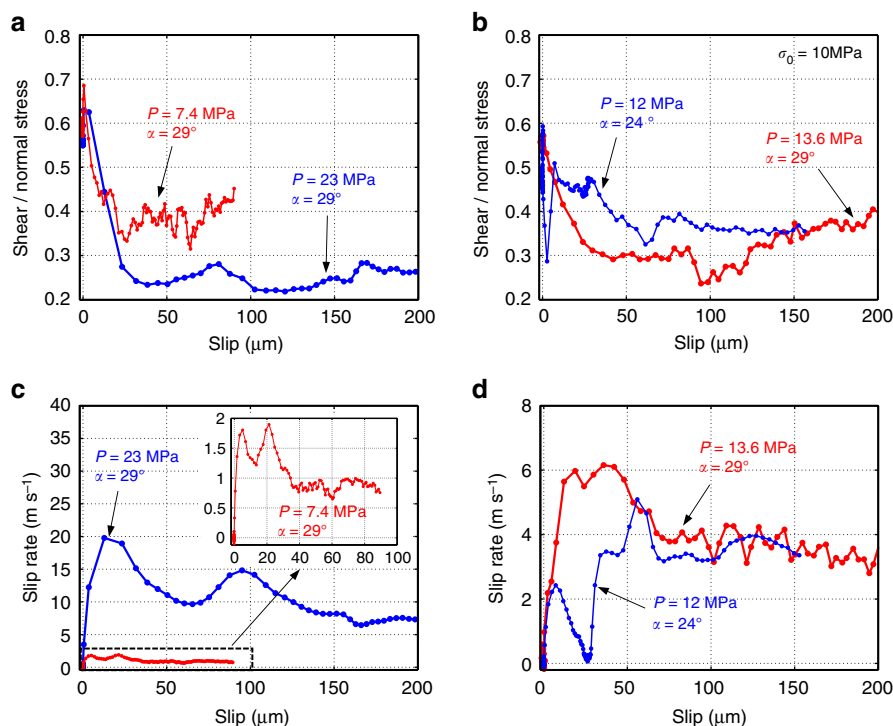 a
0.8
0.7
0.6
0.5
0.4
0.3
0.2
Shear / normal stress
P = 7.4 MPa
α = 29°
P = 23 MPa
α = 29°
0
50
100
150
200
Slip (μm)
b
0.8
0.7
0.6
0.5
0.4
0.3
0.2
Shear / normal stress
σ0 = 10MPa
P = 12 MPa
α = 24 °
P = 13.6 MPa
α = 29°
0
50
100
150
200
Slip (μm)
c
40
35
30
25
20
15
10
5
0
Slip rate (m s−1)
P = 23 MPa
α = 29°
2
1.5
1
0.5
0
P = 7.4 MPa
α = 29°
0
20
40
60
80
100
0
50
100
150
200
Slip (μm)
d
8
6
4
2
0
Slip rate (m s−1)
P = 13.6 MPa
α = 29°
P = 12 MPa
α = 24°
0
50
100
150
200
Slip (μm)